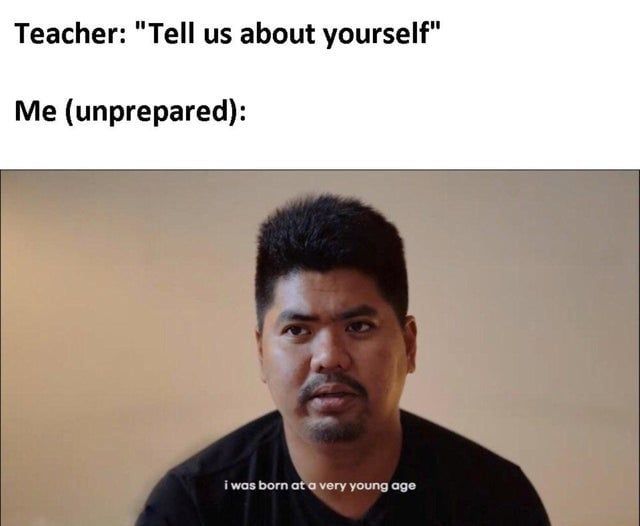 Teacher: "Tell us about yourself"
Me (unprepared):
i was born at a very young age